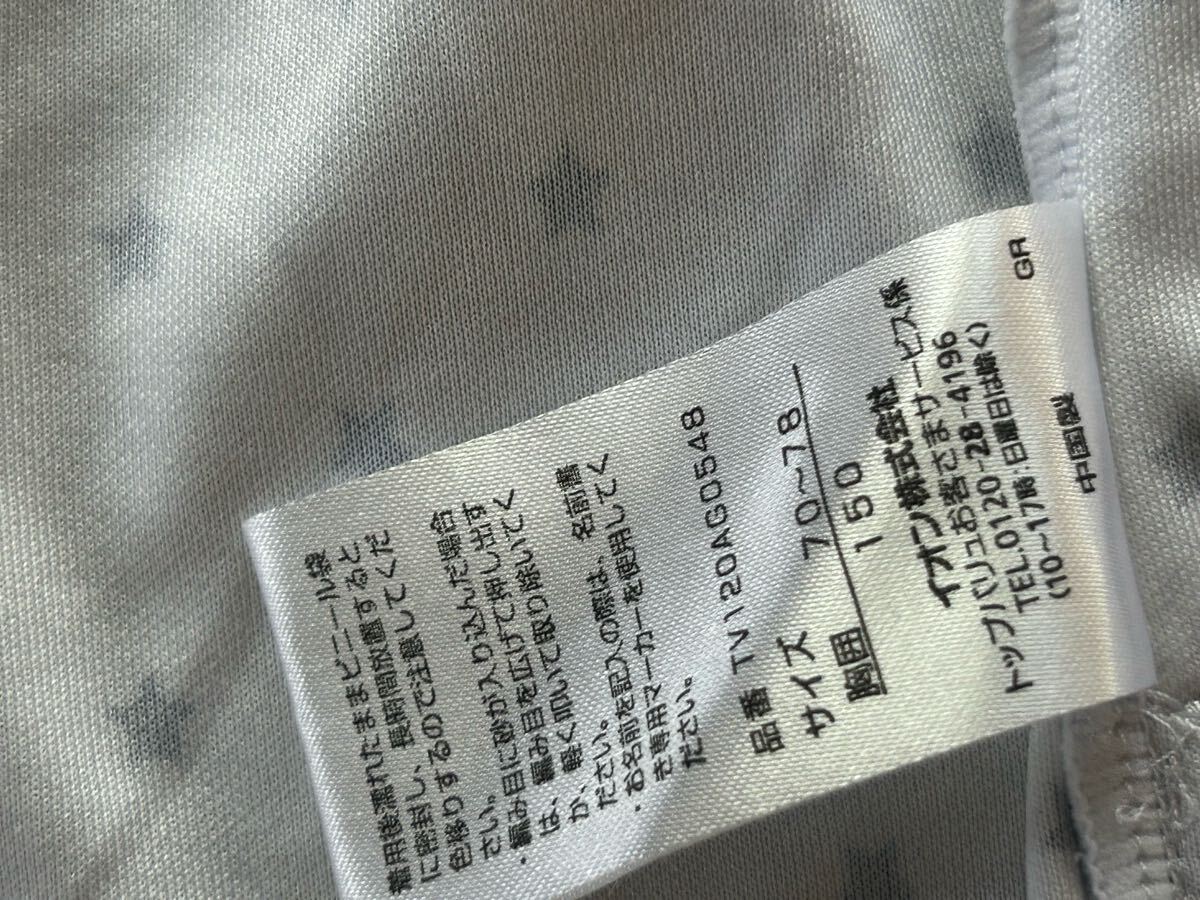 着用後濡れたままビニール袋
に密封し、長時間放置すると
色移りするので注意してくだ
さい。
・編み目に砂が入り込んだ場合
は、編み目を広げて押し出す
か、軽く叩いて取り除いてく
ださい。
・お名前を記入の際は、名前書
き専用マーカーを使用してく
ださい。
品番 TV120AG0548
サイズ 150
胸囲 70~78
イオン株式会社
トップバリュお客さまサービス係
TEL.0120-28-4196
(10~17時:日曜日は除く)
中国製 GR